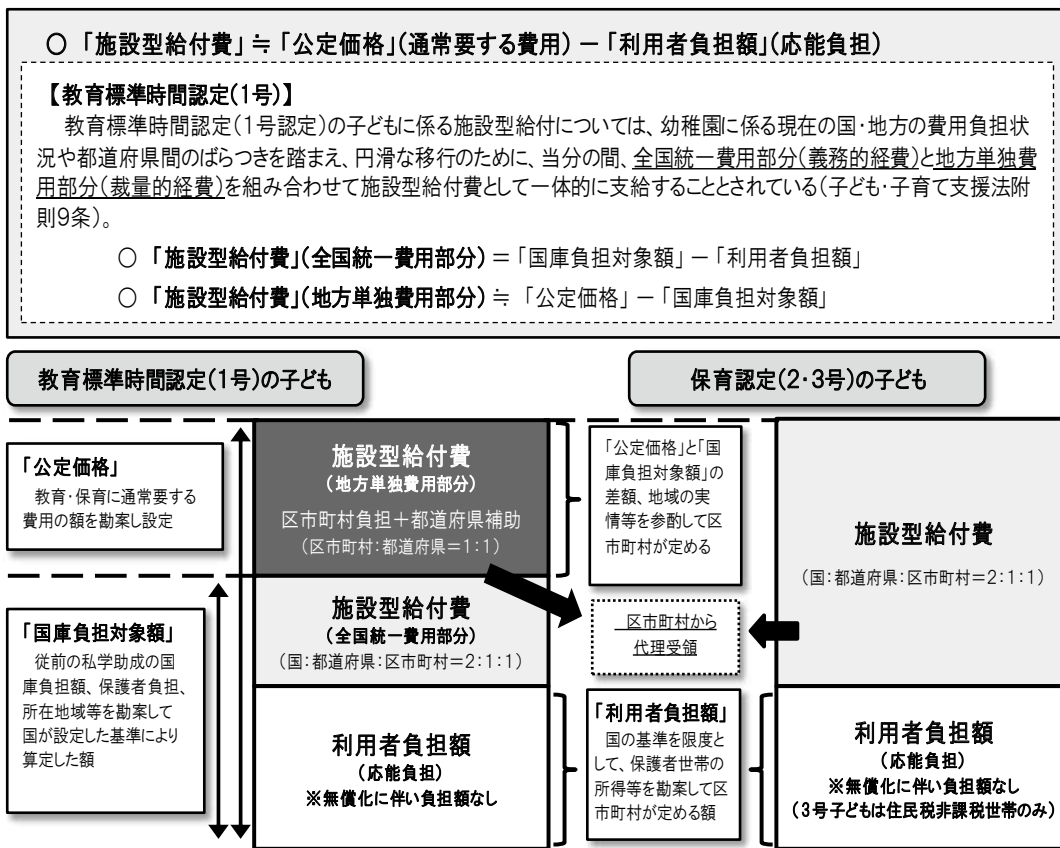 ○「施設型給付費」≒「公定価格」(通常要する費用)－「利用者負担額」(応能負担)
【教育標準時間認定(1号)】
教育標準時間認定(1号認定)の子どもに係る施設型給付については、幼稚園に係る現在の国・地方の費用負担状
況や都道府県間のばらつきを踏まえ、円滑な移行のために、当分の間、全国統一費用部分(義務的経費)と地方単独費
用部分(裁量的経費)を組み合わせて施設型給付費として一体的に支給することとされている(子ども・子育て支援法附
則9条)。
○「施設型給付費」(全国統一費用部分)＝「国庫負担対象額」－「利用者負担額」
○「施設型給付費」(地方単独費用部分)≒「公定価格」－「国庫負担対象額」
教育標準時間認定(1号)の子ども
保育認定(2・3号)の子ども
「公定価格」
教育・保育に通常要する
費用の額を勘案し設定
「国庫負担対象額」
従前の私学助成の国
庫負担額、保護者負担、
所在地域等を勘案して
国が設定した基準により
算定した額
施設型給付費
(地方単独費用部分)
区市町村負担＋都道府県補助
(区市町村:都道府県＝1:1)
施設型給付費
(全国統一費用部分)
(国:都道府県:区市町村＝2:1:1)
利用者負担額
(応能負担)
※無償化に伴い負担額なし
「公定価格」と「国
庫負担対象額」の
差額、地域の実
情等を参酌して区
市町村が定める
区市町村から
代理受領
「利用者負担額」
国の基準を限度と
して、保護者世帯の
所得等を勘案して区
市町村が定める額
施設型給付費
(国:都道府県:区市町村＝2:1:1)
利用者負担額
(応能負担)
※無償化に伴い負担額なし
(3号子どもは住民税非課税世帯のみ)